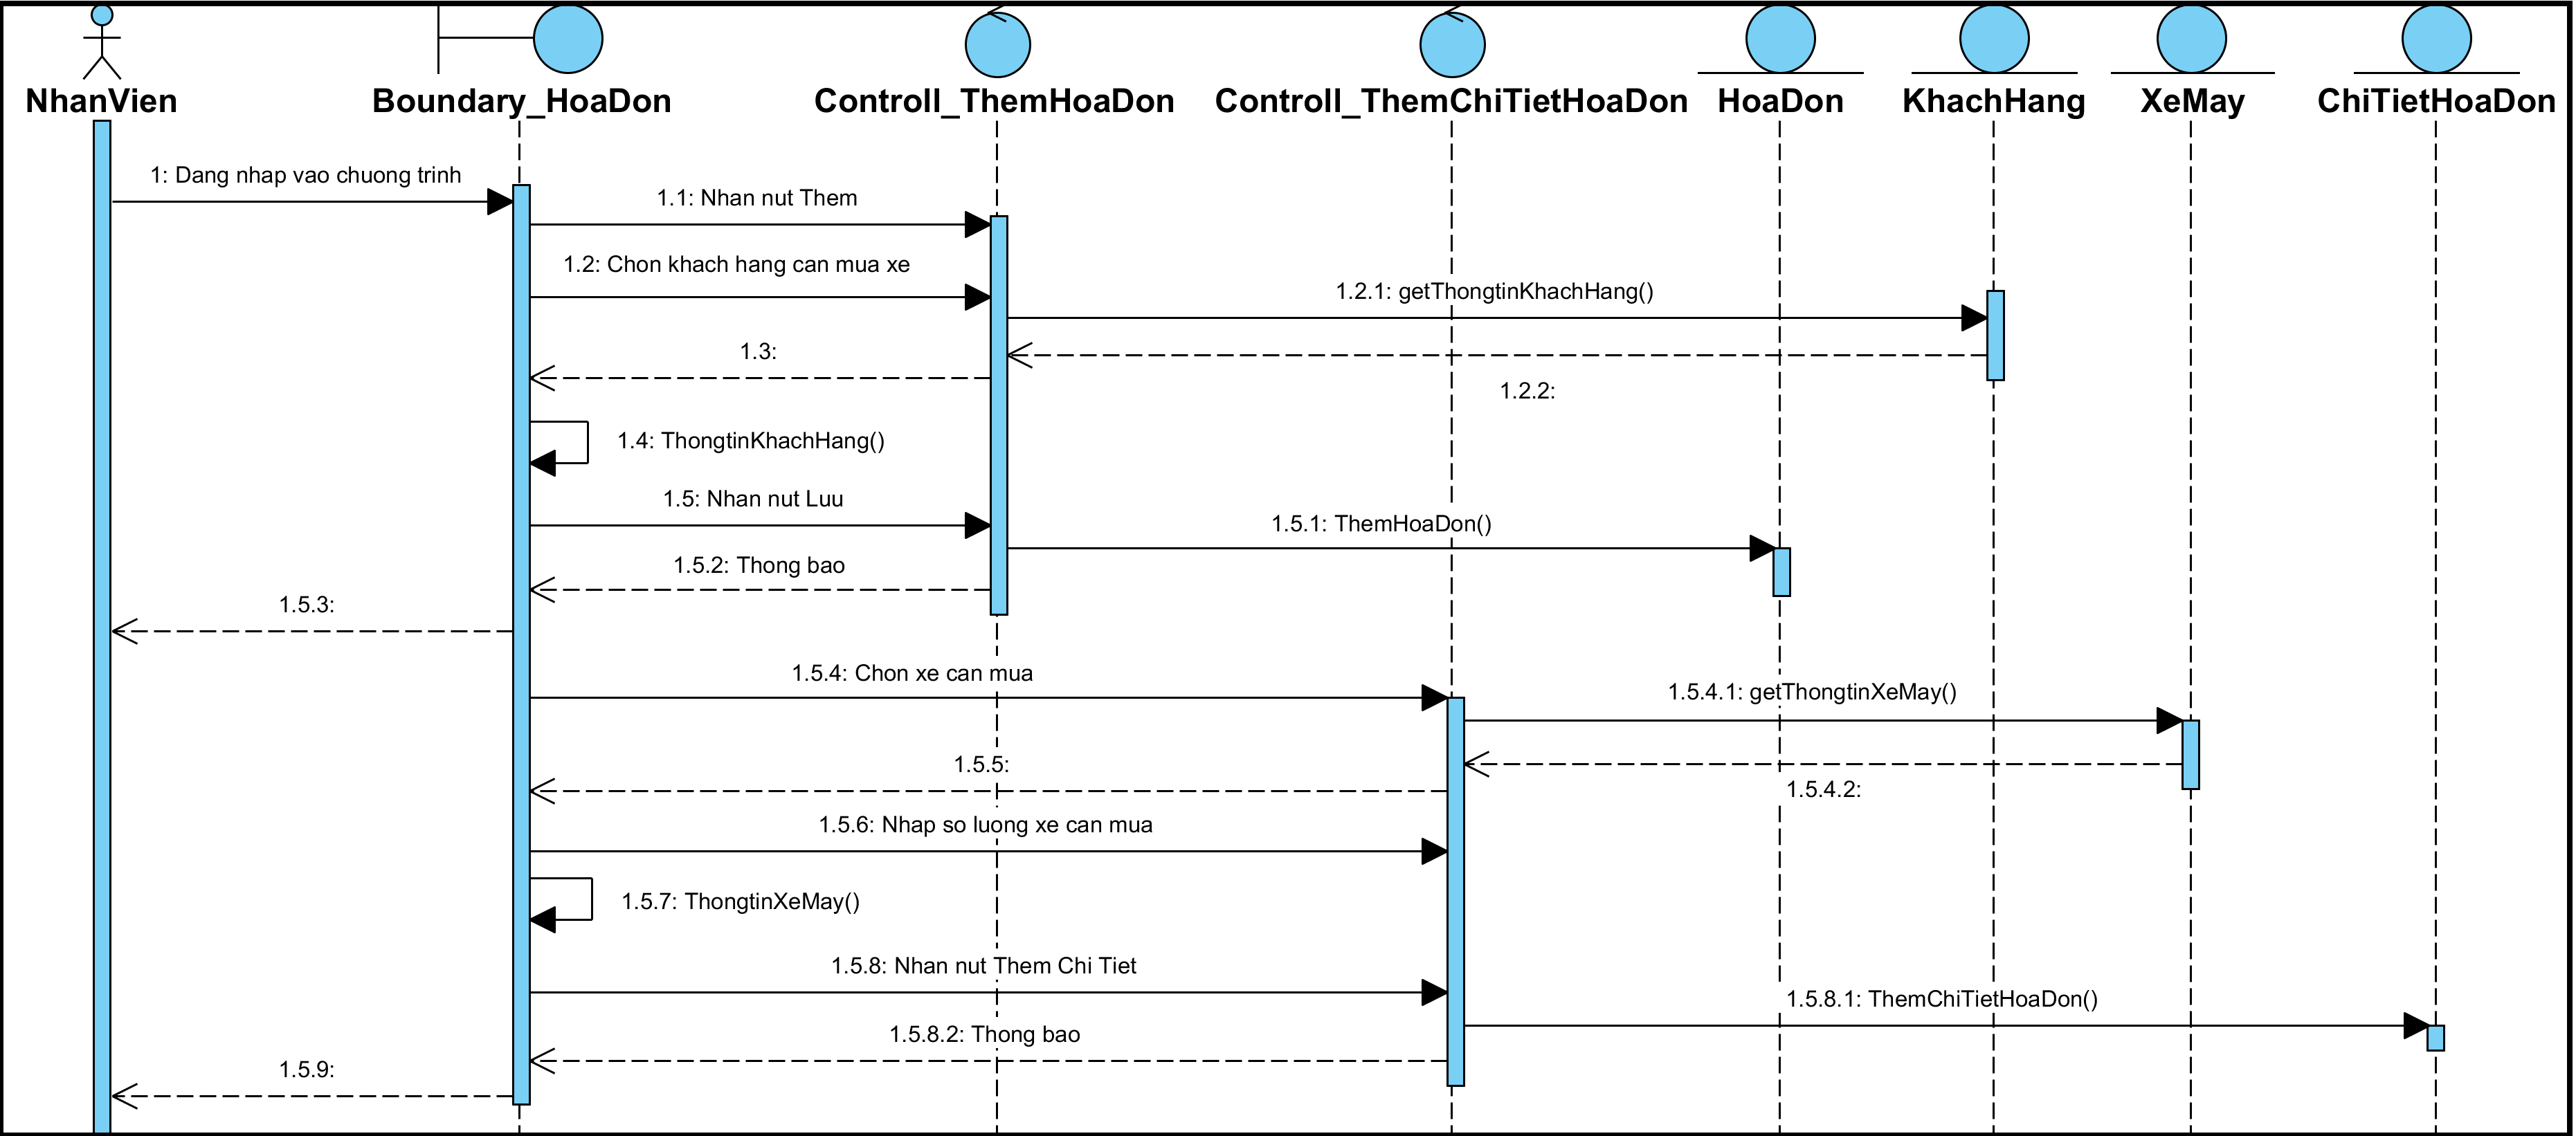 NhanVien
Boundary_HoaDon
Controll_ThemHoaDon
Controll_ThemChiTietHoaDon
HoaDon
KhachHang
XeMay
ChiTietHoaDon
1: Dang nhap vao chuong trinh
1.1: Nhan nut Them
1.2: Chon khach hang can mua xe
1.2.1: getThongtinKhachHang()
1.3:
1.2.2:
1.4: ThongtinKhachHang()
1.5: Nhan nut Luu
1.5.1: ThemHoaDon()
1.5.2: Thong bao
1.5.3:
1.5.4: Chon xe can mua
1.5.4.1: getThongtinXeMay()
1.5.5:
1.5.4.2:
1.5.6: Nhap so luong xe can mua
1.5.7: ThongtinXeMay()
1.5.8: Nhan nut Them Chi Tiet
1.5.8.1: ThemChiTietHoaDon()
1.5.8.2: Thong bao
1.5.9: